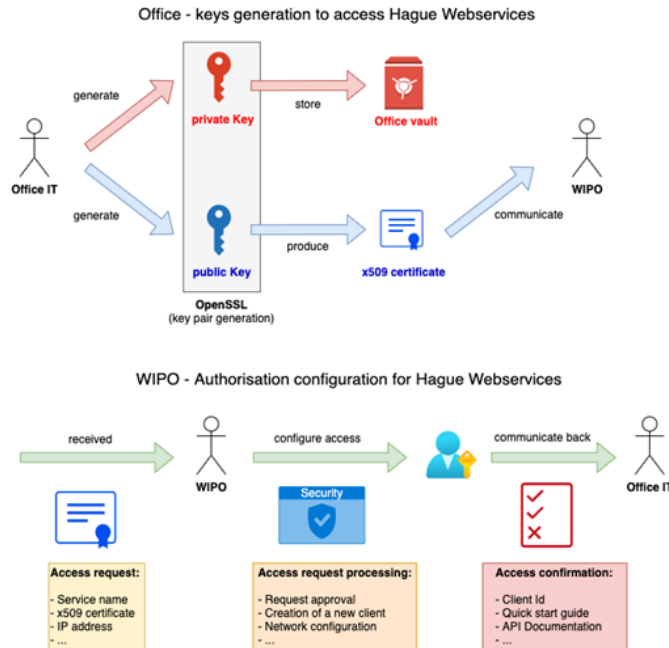 Office - keys generation to access Hague Webservices
generate
private Key
store
Office vault
Office IT
generate
public Key
produce
x509 certificate
communicate
WIPO
OpenSSL
(key pair generation)
WIPO - Authorisation configuration for Hague Webservices
received
WIPO
configure access
communicate back
Office IT
Security
Access request:
- Service name
- x509 certificate
- IP address
- ...
Access request processing:
- Request approval
- Creation of a new client
- Network configuration
- ...
Access confirmation:
- Client Id
- Quick start guide
- API Documentation
- ...